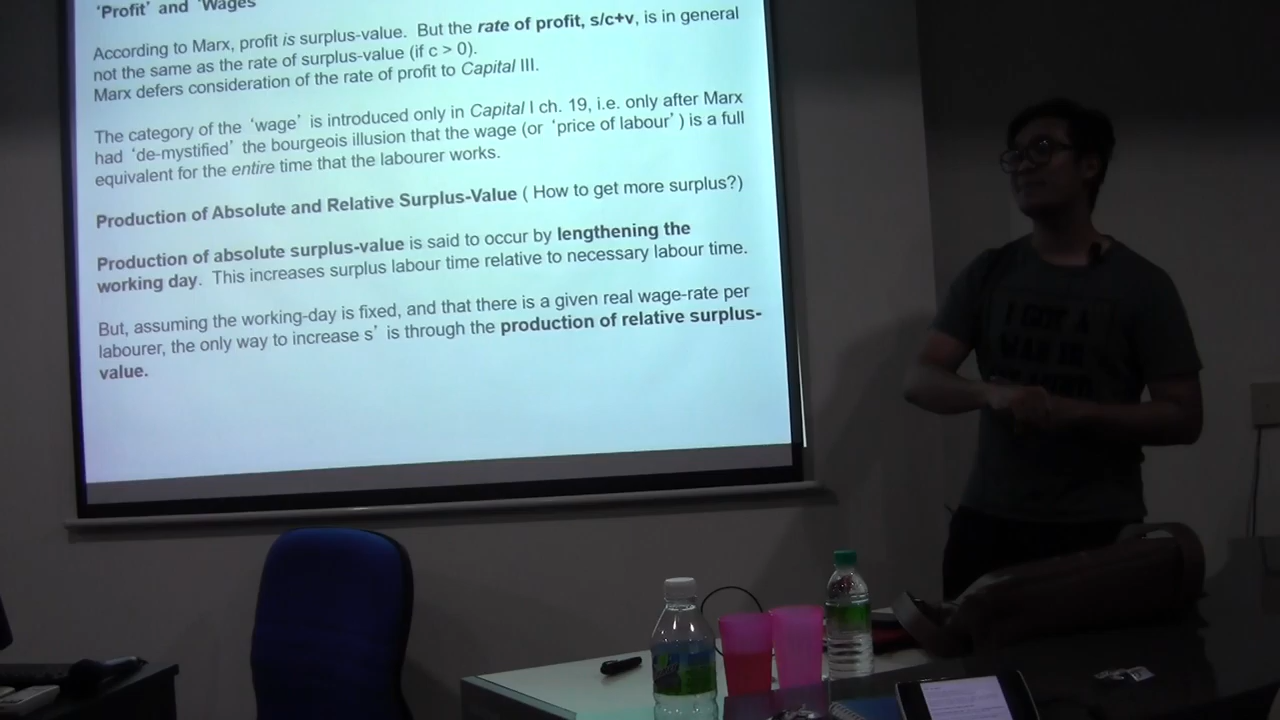 'Profit' and 'Wages
According to Marx, profit is surplus-value. But the rate of profit, s/c+v, is in general
not the same as the rate of surplus-value (if c > 0).
Marx defers consideration of the rate of profit to Capital III.
The category of the 'wage' is introduced only in Capital I ch. 19, i.e. only after Marx
had 'de-mystified' the bourgeois illusion that the wage (or 'price of labour') is a full
equivalent for the entire time that the labourer works.
Production of Absolute and Relative Surplus-Value ( How to get more surplus?)
Production of absolute surplus-value is said to occur by lengthening the
working day. This increases surplus labour time relative to necessary labour time.
But, assuming the working-day is fixed, and that there is a given real wage-rate per
labourer, the only way to increase s' is through the production of relative surplus-
value.
I GOT A
WAR IN